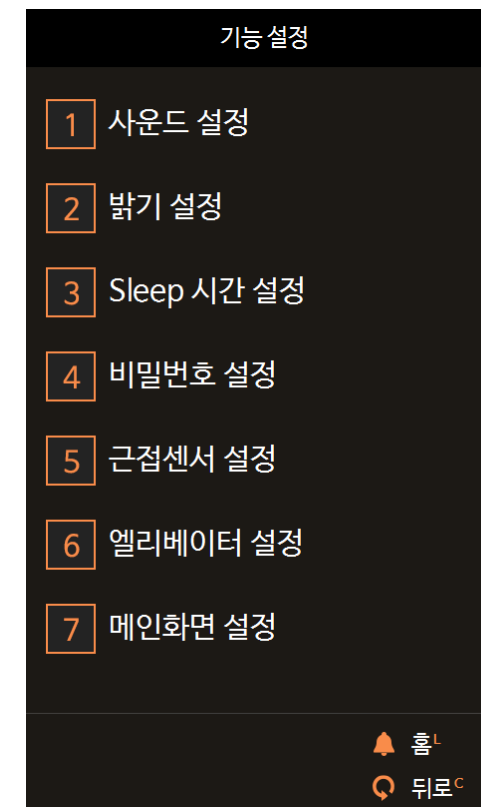 기능 설정
1 사운드 설정
2 밝기 설정
3 Sleep 시간 설정
4 비밀번호 설정
5 근접센서 설정
6 엘리베이터 설정
7 메인화면 설정
홈L
뒤로C